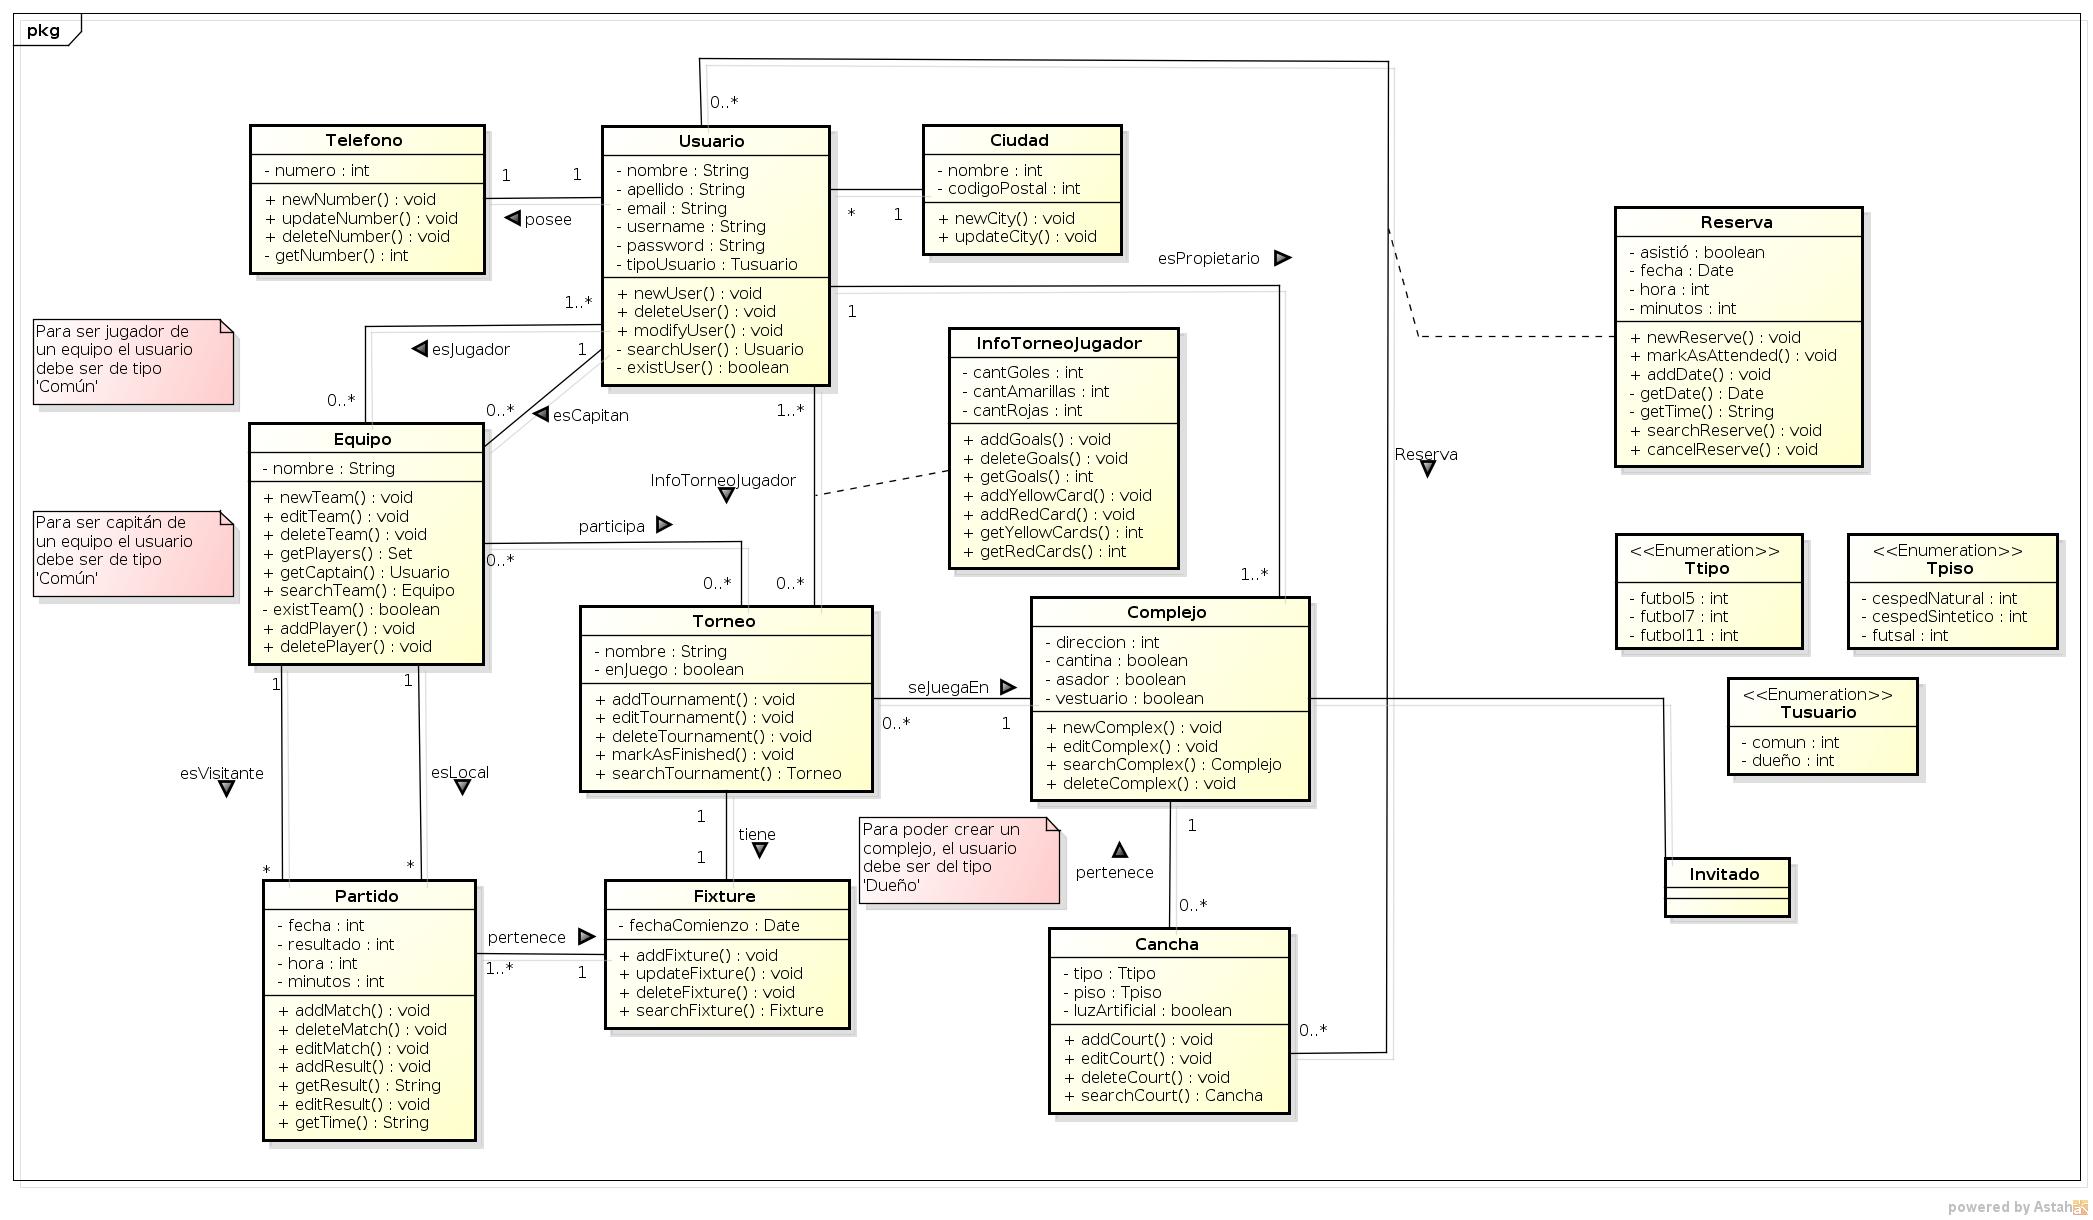 pkg
0..*
Telefono
- numero : int
+ newNumber() : void
+ updateNumber() : void
+ deleteNumber() : void
- getNumber() : int
1
1
posee
Usuario
- nombre : String
- apellido : String
- email : String
- username : String
- password : String
- tipoUsuario : Tusuario
+ newUser() : void
+ deleteUser() : void
+ modifyUser() : void
- searchUser() : Usuario
- existUser() : boolean
Ciudad
- nombre : int
- codigoPostal : int
+ newCity() : void
+ updateCity() : void
*
1
esPropietario
1
Reserva
- asistió : boolean
- fecha : Date
- hora : int
- minutos : int
+ newReserve() : void
+ markAsAttended() : void
+ addDate() : void
- getDate() : Date
- getTime() : String
+ searchReserve() : void
+ cancelReserve() : void
1..*
esJugador
0..*
1
0..*
esCapitan
1..*
Para ser jugador de
un equipo el usuario
debe ser de tipo
'Común'
Para ser capitán de
un equipo el usuario
debe ser de tipo
'Común'
Equipo
- nombre : String
+ newTeam() : void
+ editTeam() : void
+ deleteTeam() : void
+ getPlayers() : Set
+ getCaptain() : Usuario
+ searchTeam() : Equipo
- existTeam() : boolean
+ addPlayer() : void
+ deletePlayer() : void
InfoTorneoJugador
participa
0..*
0..*
0..*
InfoTorneoJugador
- cantGoles : int
- cantAmarillas : int
- cantRojas : int
+ addGoals() : void
+ deleteGoals() : void
+ getGoals() : int
+ addYellowCard() : void
+ addRedCard() : void
+ getYellowCards() : int
+ getRedCards() : int
1..*
Reserva
<<Enumeration>>
Ttipo
- futbol5 : int
- futbol7 : int
- futbol11 : int
<<Enumeration>>
Tpiso
- cespedNatural : int
- cespedSintetico : int
- futsal : int
<<Enumeration>>
Tusuario
- comun : int
- dueño : int
Torneo
- nombre : String
- enJuego : boolean
+ addTournament() : void
+ editTournament() : void
+ deleteTournament() : void
+ markAsFinished() : void
+ searchTournament() : Torneo
seJuegaEn
0..*
1
Complejo
- direccion : int
- cantina : boolean
- asador : boolean
- vestuario : boolean
+ newComplex() : void
+ editComplex() : void
+ searchComplex() : Complejo
+ deleteComplex() : void
1
1
esVisitante
esLocal
*
*
1
tiene
1
Para poder crear un
complejo, el usuario
debe ser del tipo
'Dueño'
1
pertenece
0..*
Invitado
Partido
- fecha : int
- resultado : int
- hora : int
- minutos : int
+ addMatch() : void
+ deleteMatch() : void
+ editMatch() : void
+ addResult() : void
+ getResult() : String
+ editResult() : void
+ getTime() : String
pertenece
1..*
1
Fixture
- fechaComienzo : Date
+ addFixture() : void
+ updateFixture() : void
+ deleteFixture() : void
+ searchFixture() : Fixture
Cancha
- tipo : Ttipo
- piso : Tpiso
- luzArtificial : boolean
+ addCourt() : void
+ editCourt() : void
+ deleteCourt() : void
+ searchCourt() : Cancha
0..*
powered by Astah